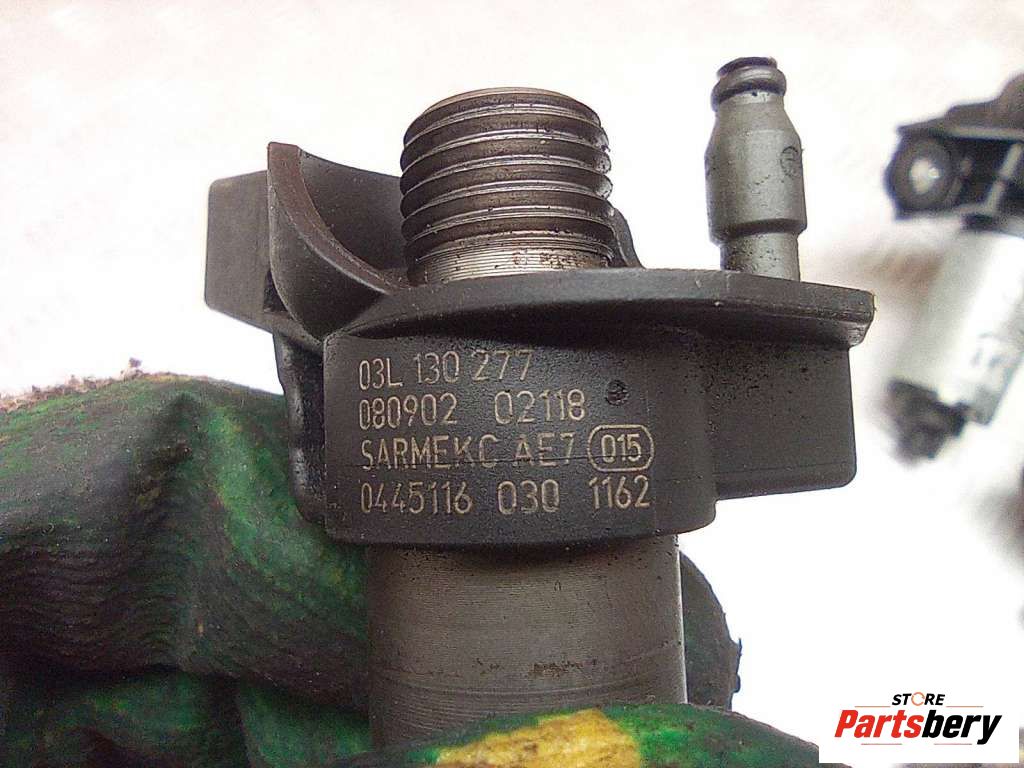 03L 130 277
080902 02118
SARMEKC AE7 015
0445116 030 1162
STORE
Partsbery